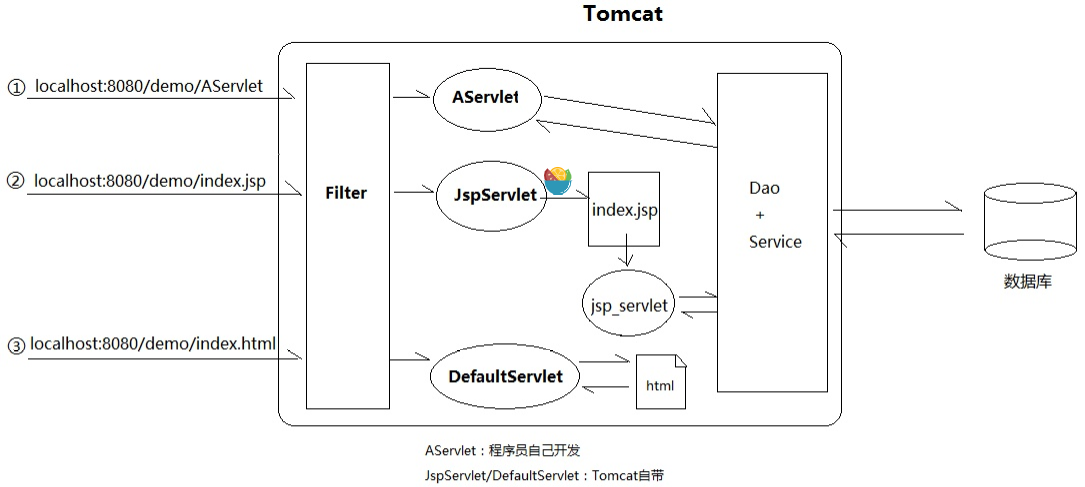 Tomcat
① localhost:8080/demo/AServlet
AServlet
② localhost:8080/demo/index.jsp
Filter
JspServlet
index.jsp
Dao
+
Service
数据库
jsp_servlet
③ localhost:8080/demo/index.html
DefaultServlet
html
AServlet：程序员自己开发
JspServlet/DefaultServlet：Tomcat自带